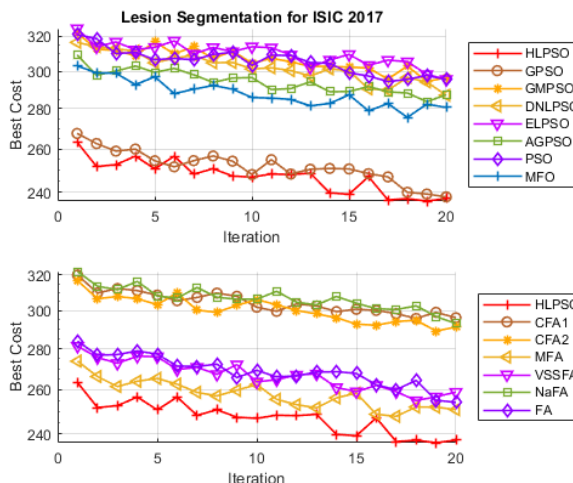 Lesion Segmentation for ISIC 2017
320
300
280
260
240
Best Cost
0 5 10 15 20
Iteration
HLPSO
GPSO
GMPSO
DNLPSO
ELPSO
AGPSO
PSO
MFO
320
300
280
260
240
Best Cost
0 5 10 15 20
Iteration
HLPSO
CFA1
CFA2
MFA
VSSFA
NaFA
FA